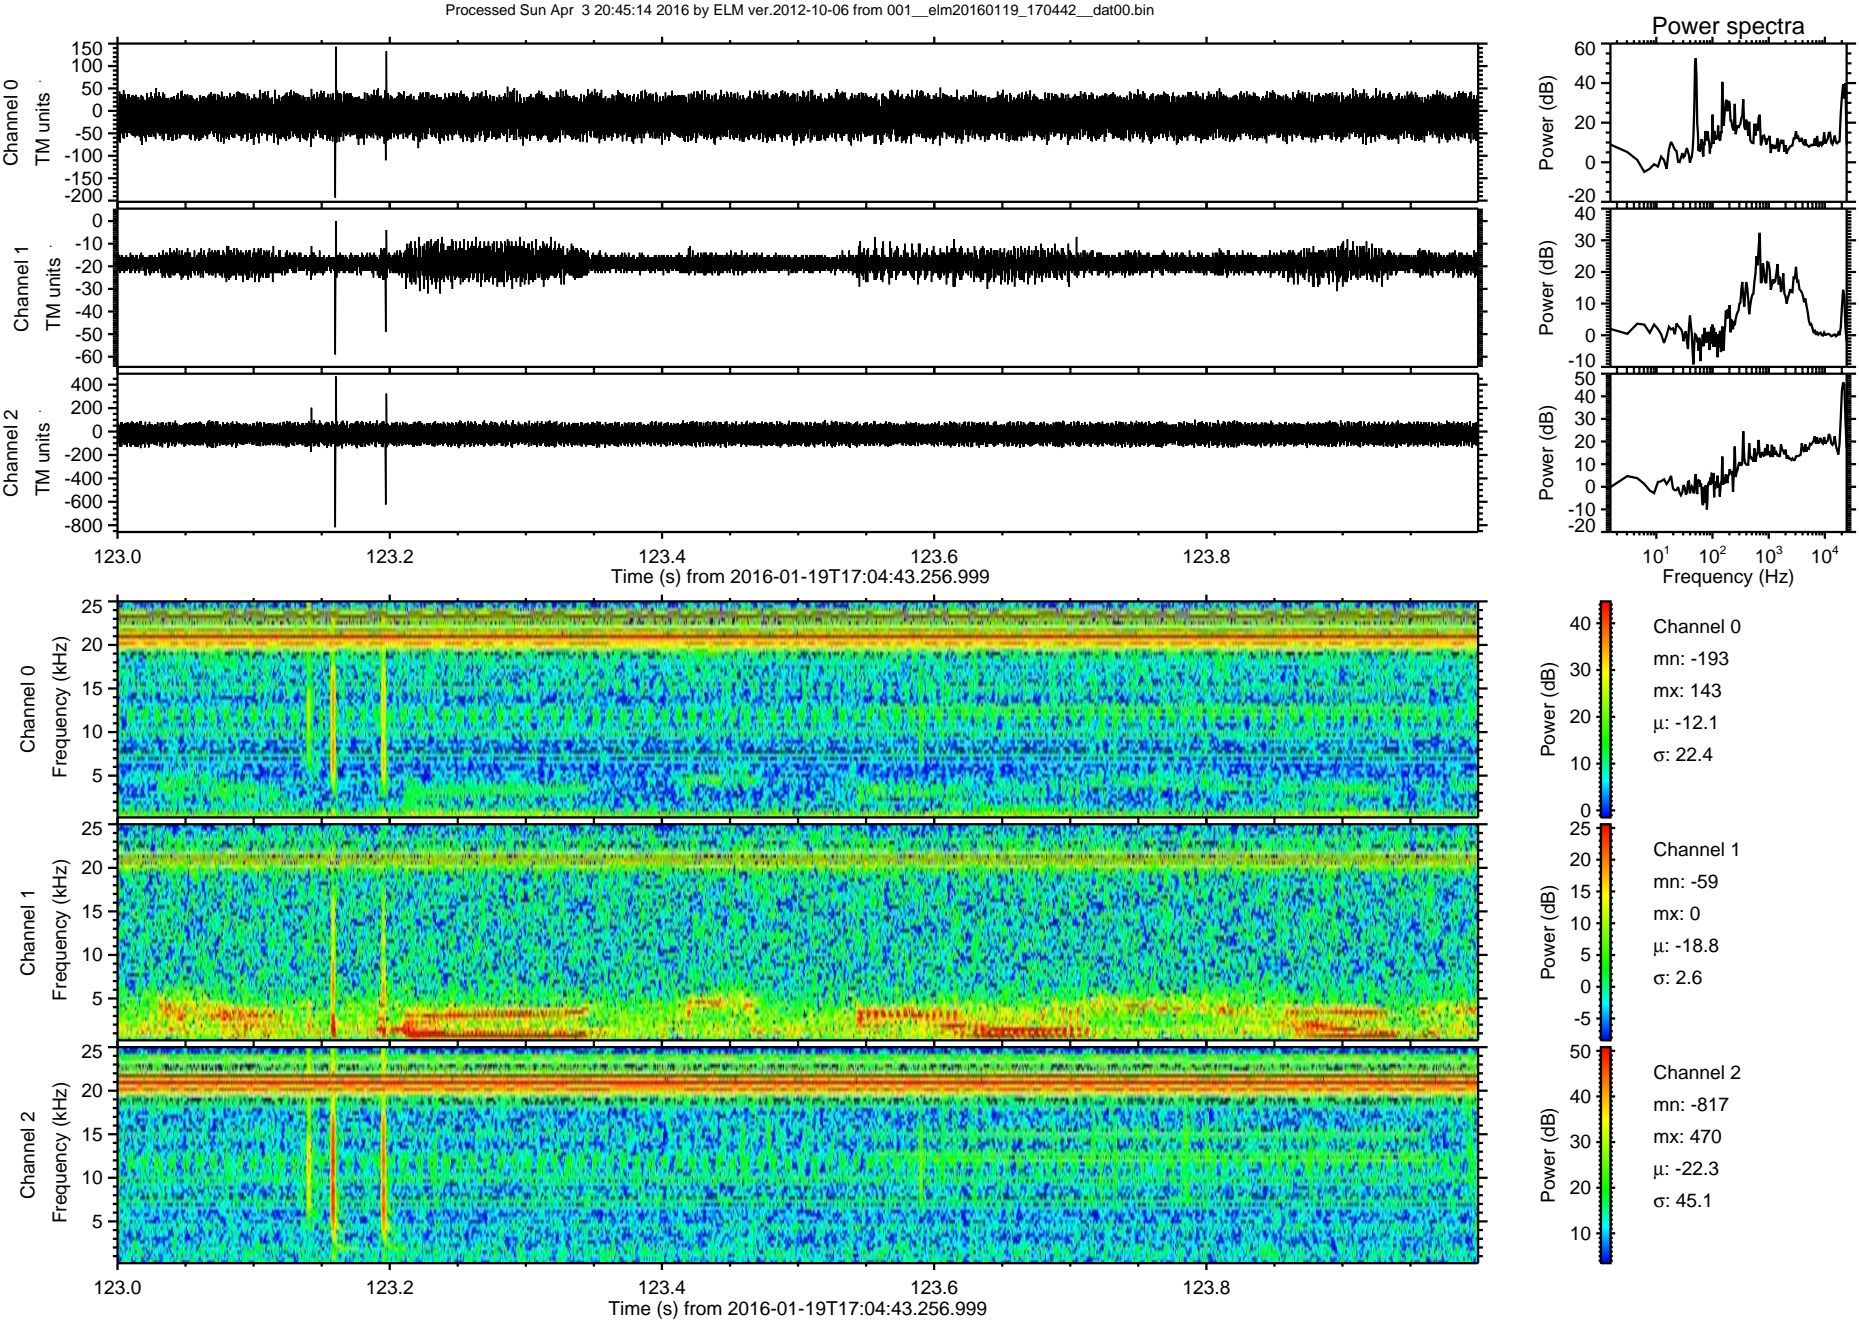 Processed Sun Apr  3 20:45:14 2016 by ELM ver.2012-10-06 from 001__elm20160119_170442__dat00.bin
Power spectra
Channel 0
TM units
150
100
50
0
-50
-100
-150
-200
Power (dB)
60
40
20
0
-20
Channel 1
TM units
0
-10
-20
-30
-40
-50
-60
Power (dB)
40
30
20
10
0
-10
Channel 2
TM units
400
200
0
-200
-400
-600
-800
Power (dB)
50
40
30
20
10
0
-10
-20
123.0 123.2 123.4 123.6 123.8
Time (s) from 2016-01-19T17:04:43.256.999
10¹ 10² 10³ 10⁴
Frequency (Hz)
Channel 0
Frequency (kHz)
25
20
15
10
5
Power (dB)
40
30
20
10
0
Channel 0
mn: -193
mx: 143
μ: -12.1
σ: 22.4
Channel 1
Frequency (kHz)
25
20
15
10
5
Power (dB)
25
20
15
10
5
0
-5
Channel 1
mn: -59
mx: 0
μ: -18.8
σ: 2.6
Channel 2
Frequency (kHz)
25
20
15
10
5
Power (dB)
50
40
30
20
10
Channel 2
mn: -817
mx: 470
μ: -22.3
σ: 45.1
123.0 123.2 123.4 123.6 123.8
Time (s) from 2016-01-19T17:04:43.256.999